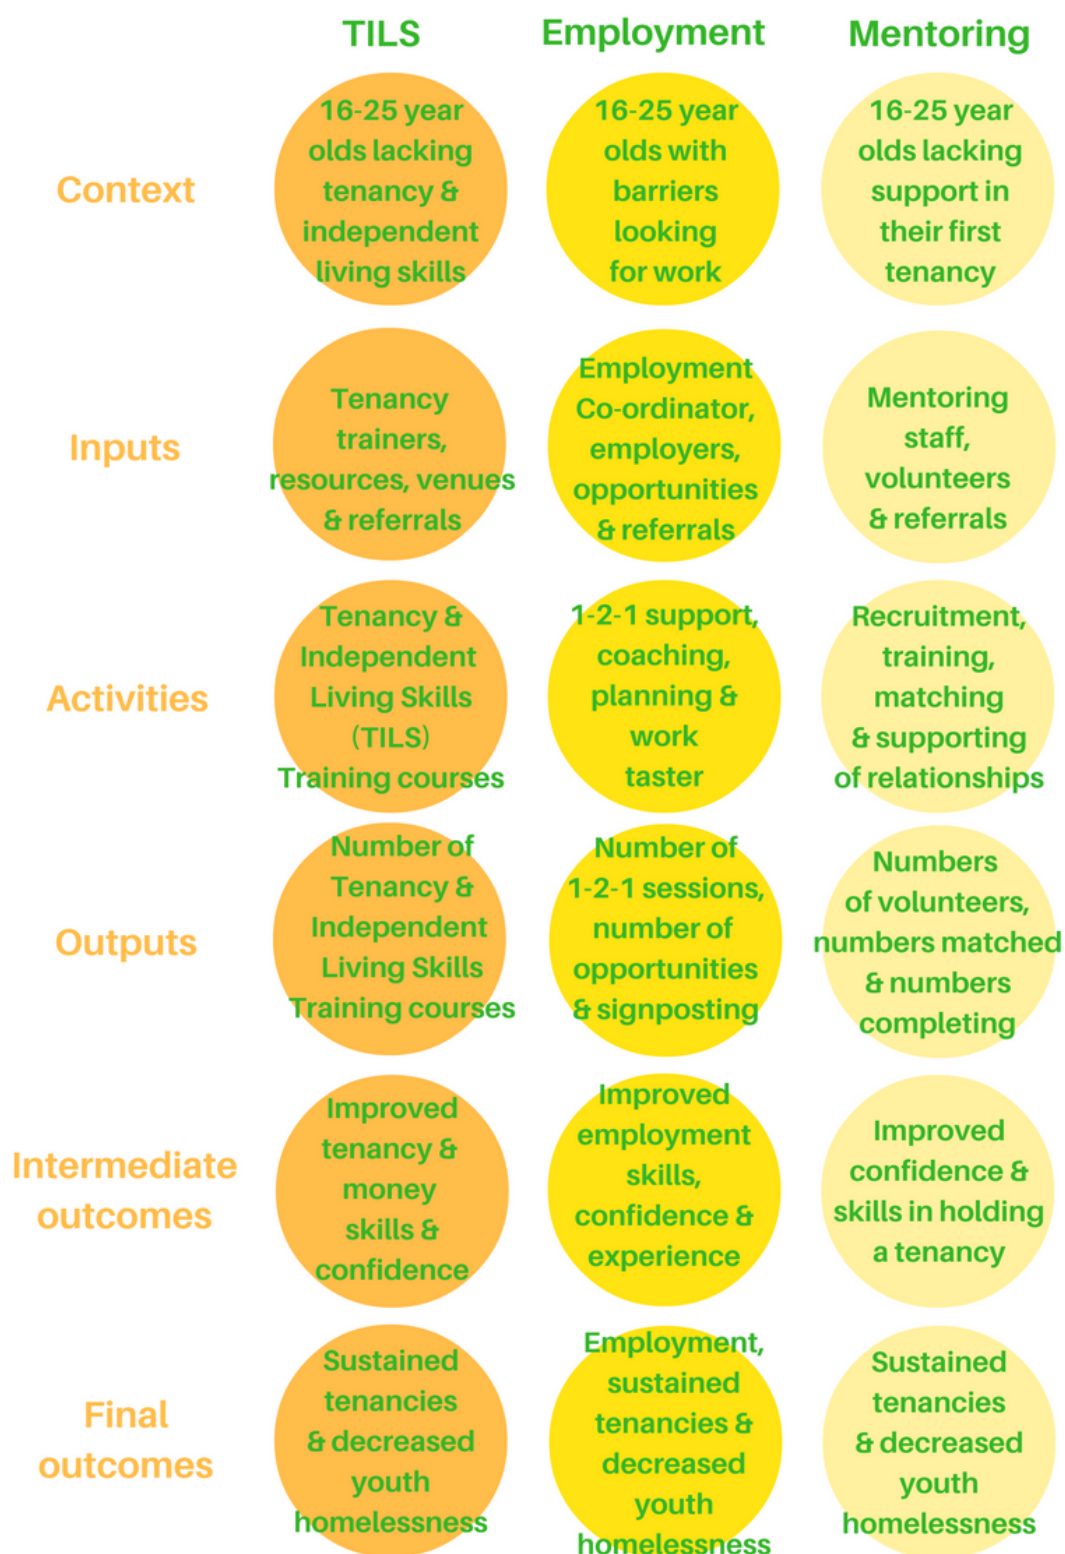 TILS
Employment
Mentoring
Context
16-25 year
olds lacking
tenancy &
independent
living skills
16-25 year
olds with
barriers
looking
for work
16-25 year
olds lacking
support in
their first
tenancy
Inputs
Tenancy
trainers,
resources, venues
& referrals
Employment
Co-ordinator,
employers,
opportunities
& referrals
Mentoring
staff,
volunteers
& referrals
Activities
Tenancy &
Independent
Living Skills
(TILS)
Training courses
1-2-1 support,
coaching,
planning &
work
taster
Recruitment,
training,
matching
& supporting
of relationships
Outputs
Number of
Tenancy &
Independent
Living Skills
Training courses
Number of
1-2-1 sessions,
number of
opportunities
& signposting
Numbers
of volunteers,
numbers matched
& numbers
completing
Intermediate
outcomes
Improved
tenancy &
money
skills &
confidence
Improved
employment
skills,
confidence &
experience
Improved
confidence &
skills in holding
a tenancy
Final
outcomes
Sustained
tenancies
& decreased
youth
homelessness
Employment,
sustained
tenancies &
decreased
youth
homelessness
Sustained
tenancies
& decreased
youth
homelessness